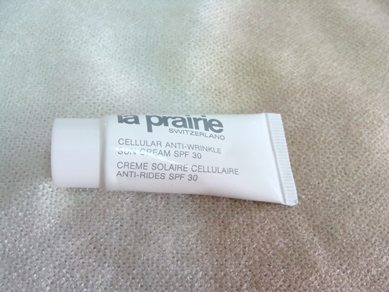 la prairie
SWITZERLAND
CELLULAR ANTI-WRINKLE
SUN CREAM SPF 30
CREME SOLAIRE CELLULAIRE
ANTI-RIDES SPF 30